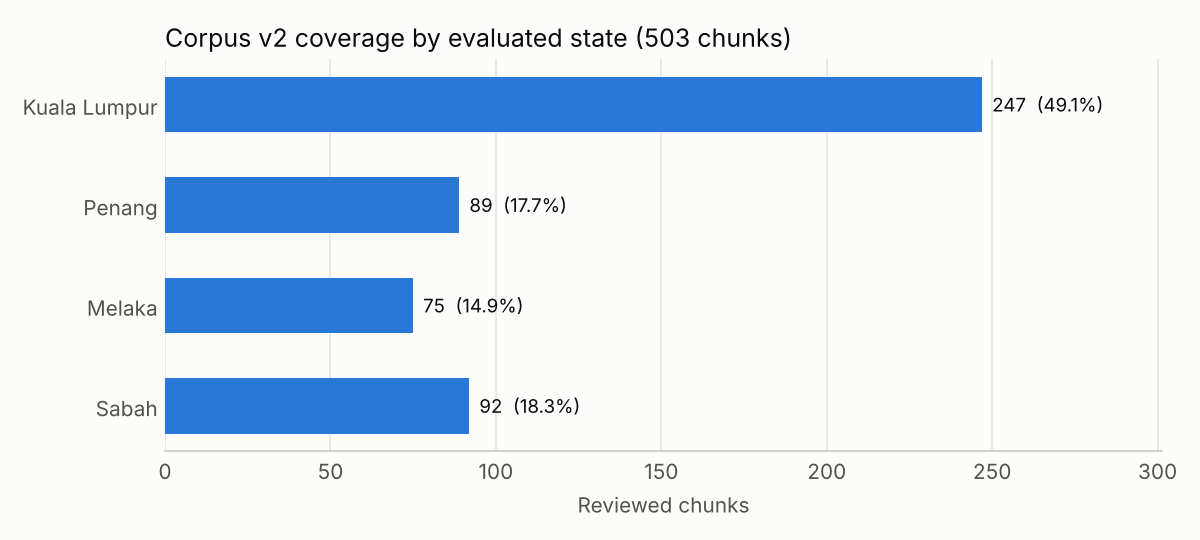 Corpus v2 coverage by evaluated state (503 chunks)
Kuala Lumpur 247 (49.1%)
Penang 89 (17.7%)
Melaka 75 (14.9%)
Sabah 92 (18.3%)
0 50 100 150 200 250 300
Reviewed chunks